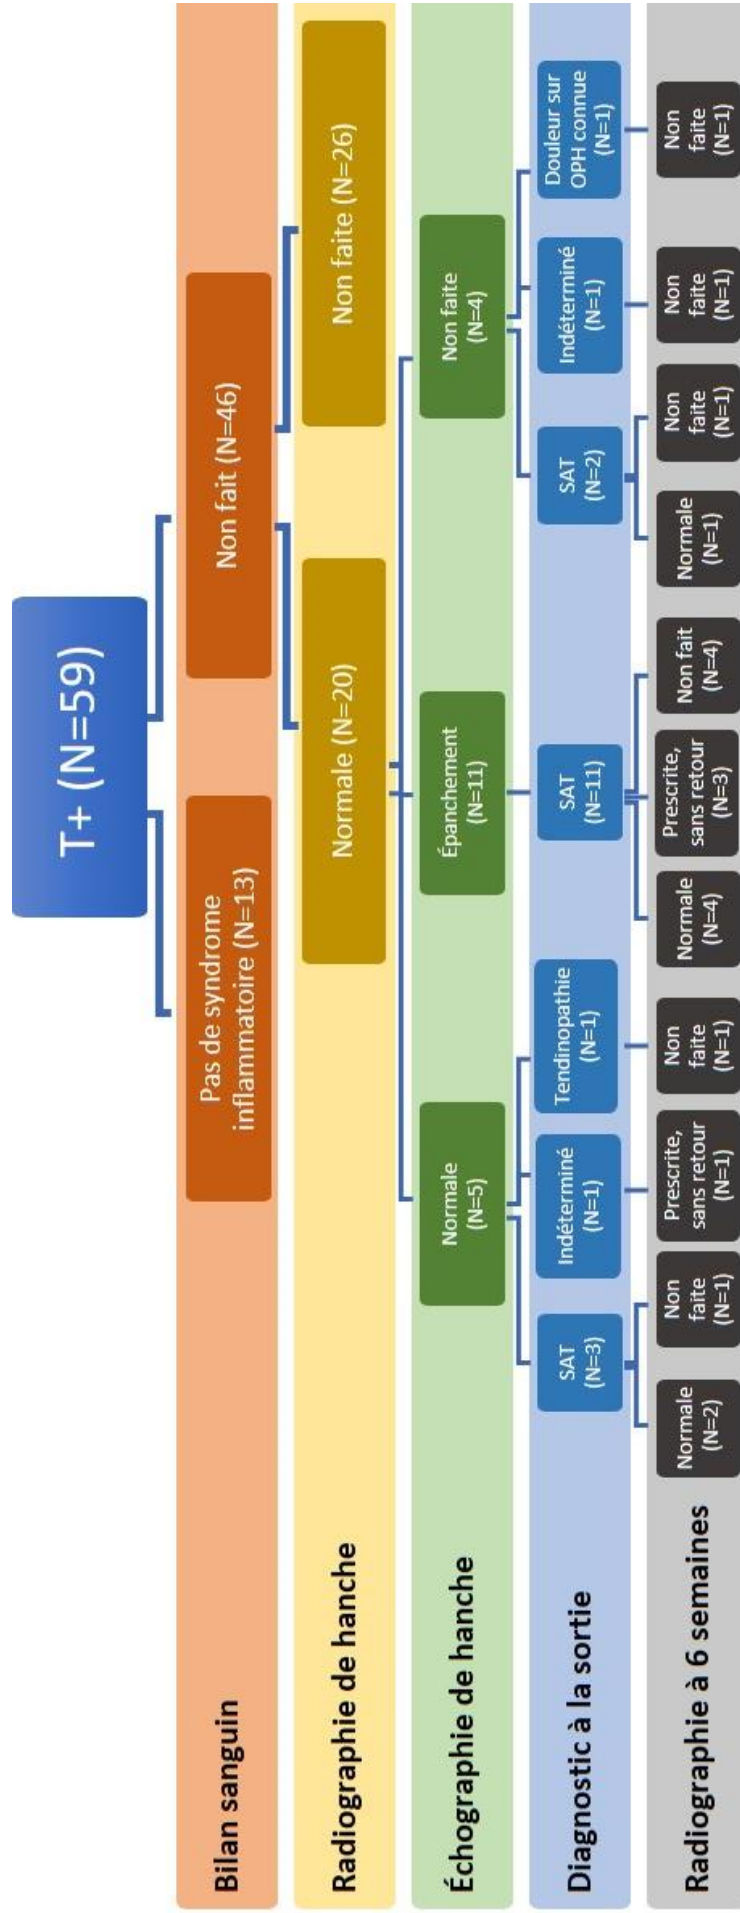 T+ (N=59)
Bilan sanguin
Pas de syndrome
inflammatoire (N=13)
Non fait (N=46)
Radiographie de hanche
Normale (N=20)
Non faite (N=26)
Échographie de hanche
Normale
(N=5)
Épanchement
(N=11)
Non faite
(N=4)
Diagnostic à la sortie
SAT
(N=3)
Indéterminé
(N=1)
Tendinopathie
(N=1)
SAT
(N=11)
SAT
(N=2)
Indéterminé
(N=1)
Douleur sur
OPH connue
(N=1)
Radiographie à 6 semaines
Normale
(N=2)
Non
faite
(N=1)
Prescrite,
sans retour
(N=1)
Non
faite
(N=1)
Normale
(N=4)
Prescrite,
sans retour
(N=3)
Non fait
(N=4)
Normale
(N=1)
Non
faite
(N=1)
Non
faite
(N=1)
Non
faite
(N=1)